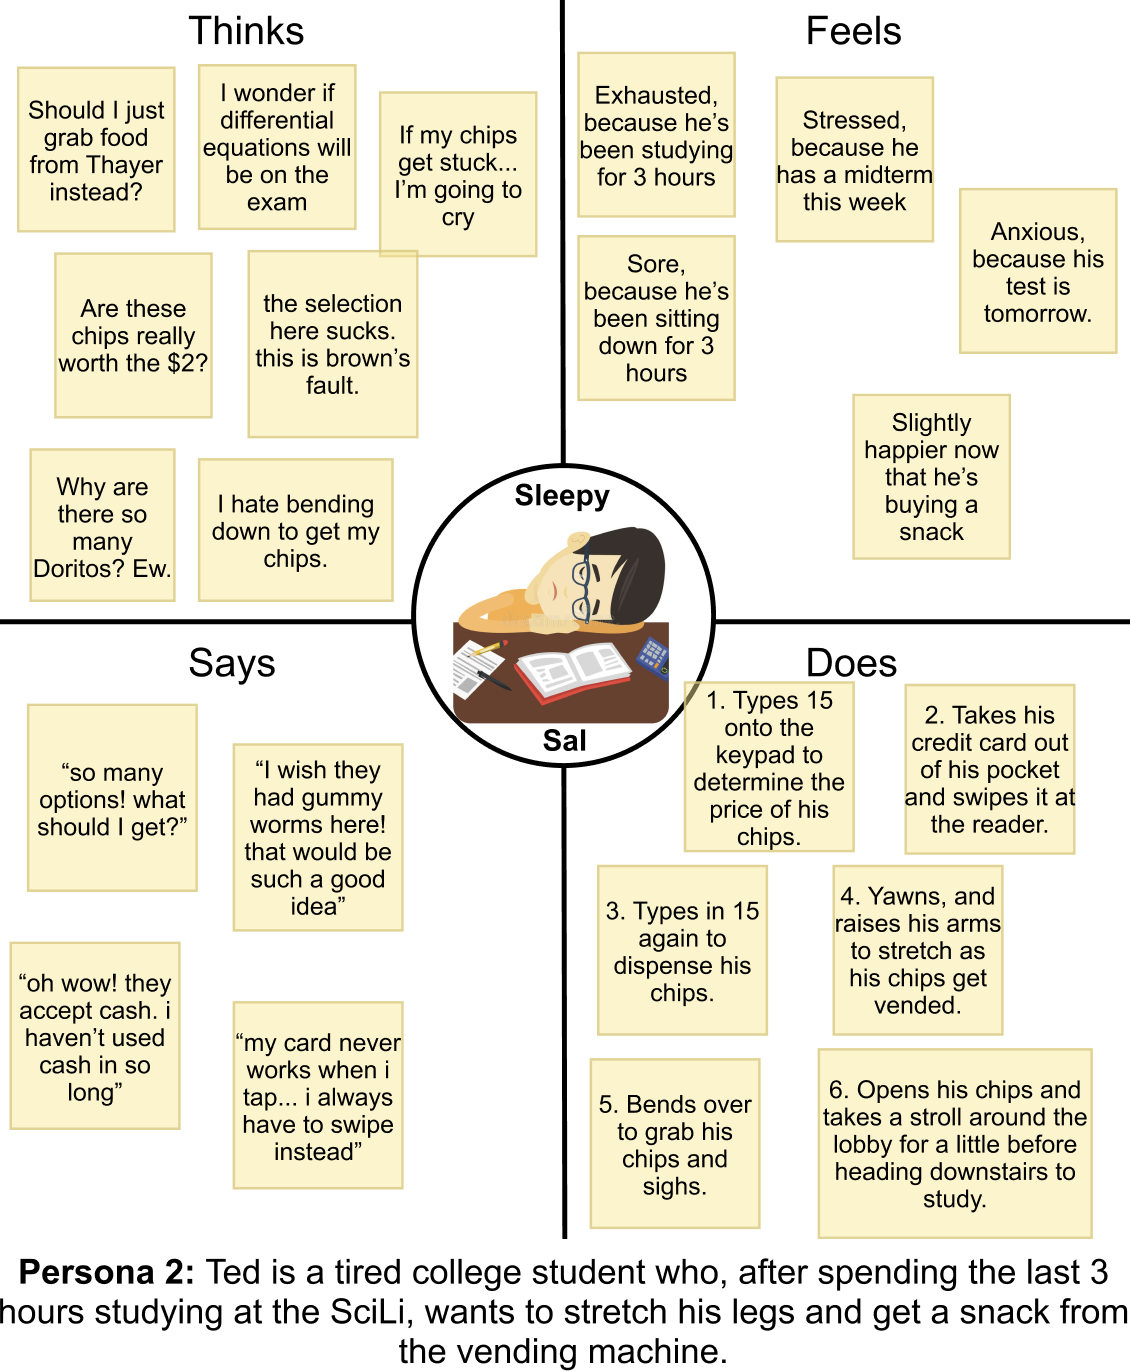 Thinks
Should I just
grab food
from Thayer
instead?
I wonder if
differential
equations will
be on the
exam
If my chips
get stuck...
I’m going to
cry
Are these
chips really
worth the $2?
the selection
here sucks.
this is brown’s
fault.
Why are
there so
many
Doritos? Ew.
I hate bending
down to get my
chips.
Feels
Exhausted,
because he’s
been studying
for 3 hours
Stressed,
because he
has a midterm
this week
Anxious,
because his
test is
tomorrow.
Sore,
because he’s
been sitting
down for 3
hours
Slightly
happier now
that he’s
buying a
snack
Sleepy
Sal
Says
“so many
options! what
should I get?”
“I wish they
had gummy
worms here!
that would be
such a good
idea”
“oh wow! they
accept cash. i
haven’t used
cash in so
long”
“my card never
works when i
tap... i always
have to swipe
instead”
Does
1. Types 15
onto the
keypad to
determine the
price of his
chips.
2. Takes his
credit card out
of his pocket
and swipes it at
the reader.
3. Types in 15
again to
dispense his
chips.
4. Yawns, and
raises his arms
to stretch as
his chips get
vended.
5. Bends over
to grab his
chips and
sighs.
6. Opens his chips and
takes a stroll around the
lobby for a little before
heading downstairs to
study.
Persona 2: Ted is a tired college student who, after spending the last 3
hours studying at the SciLi, wants to stretch his legs and get a snack from
the vending machine.